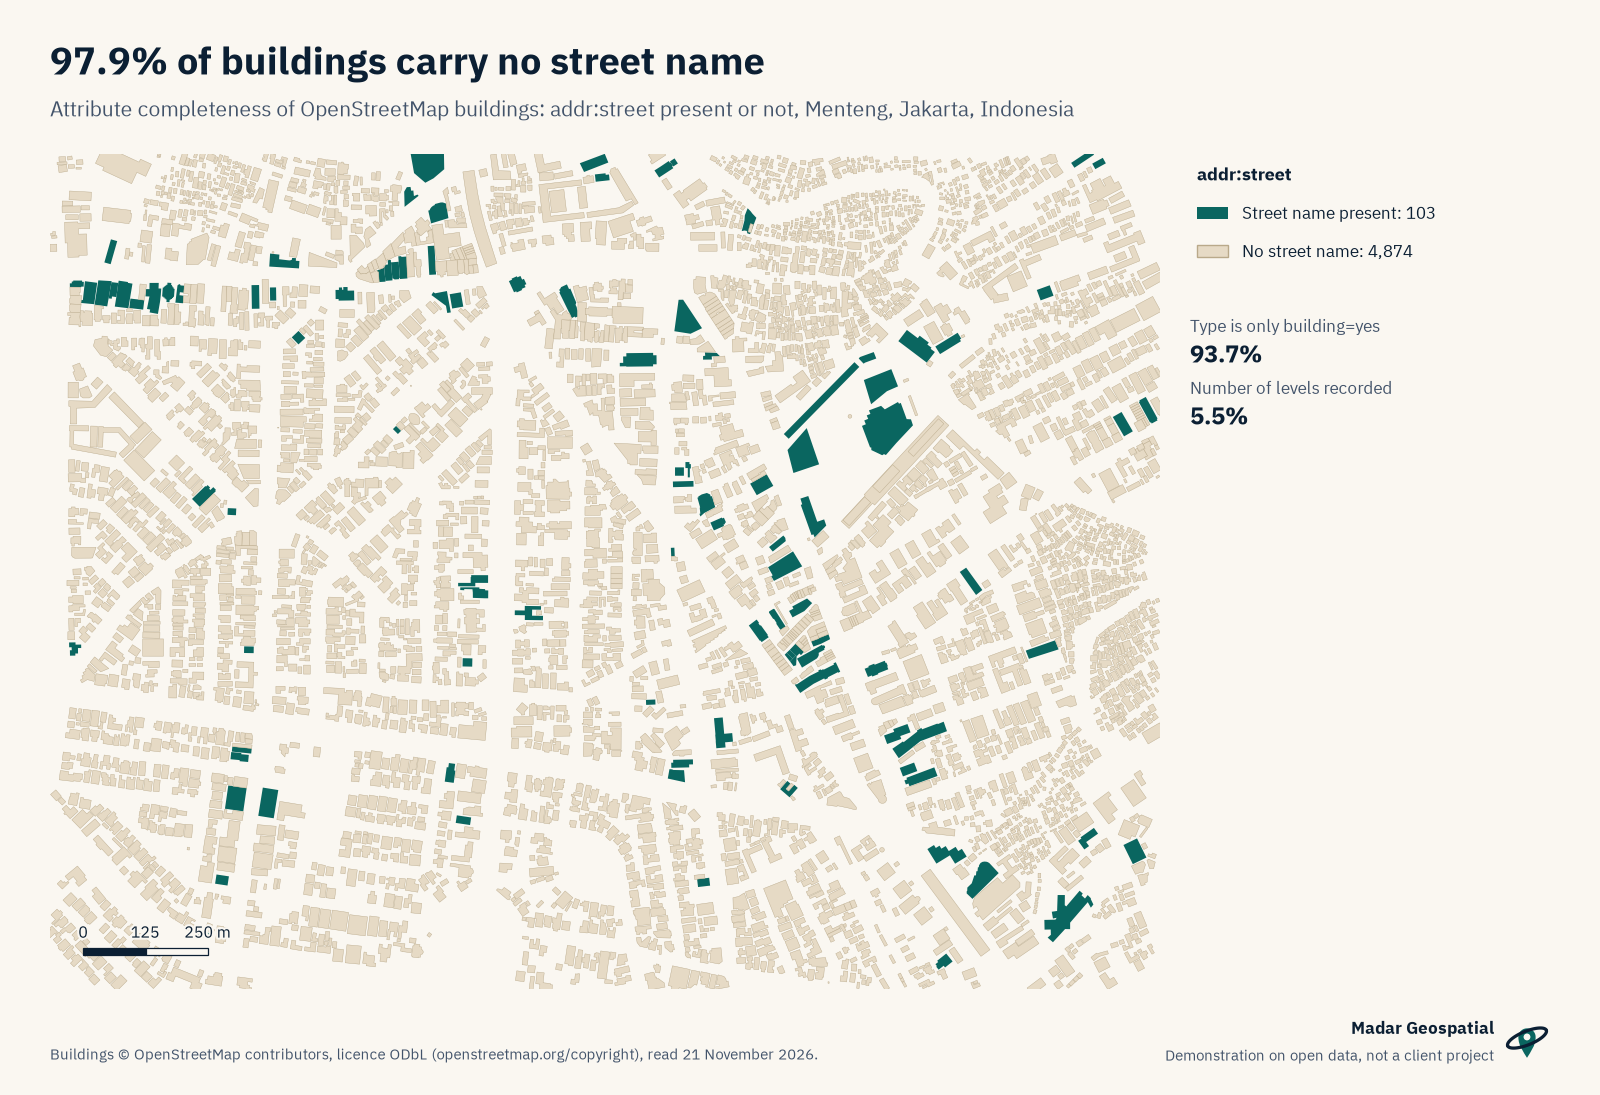 97.9% of buildings carry no street name
Attribute completeness of OpenStreetMap buildings: addr:street present or not, Menteng, Jakarta, Indonesia
addr:street
Street name present: 103
No street name: 4,874
Type is only building=yes
93.7%
Number of levels recorded
5.5%
0 125 250 m
Madar Geospatial
Buildings © OpenStreetMap contributors, licence ODbL (openstreetmap.org/copyright), read 21 November 2026.
Demonstration on open data, not a client project